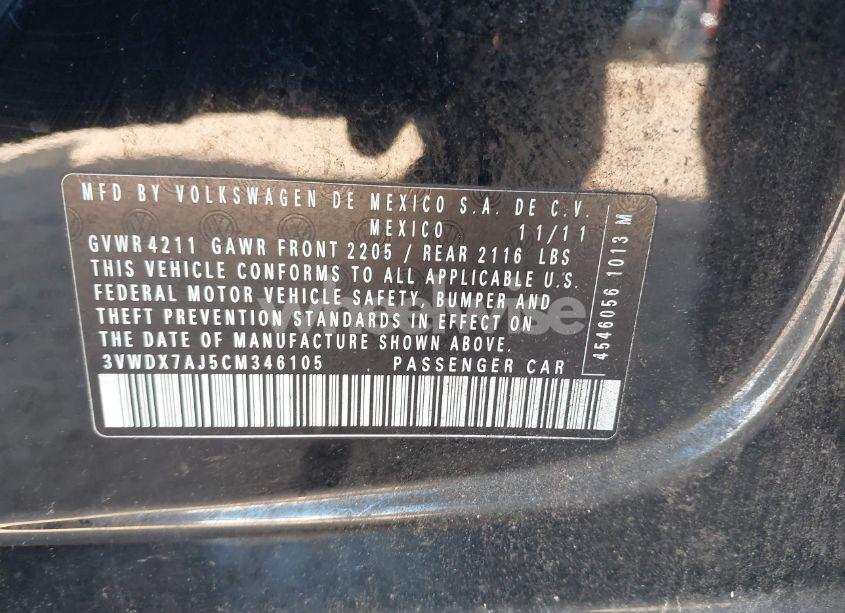 MFD BY VOLKSWAGEN DE MEXICO S.A. DE C.V.
MEXICO 11/11
GVWR 4211 GAWR FRONT 2205 / REAR 2116 LBS
THIS VEHICLE CONFORMS TO ALL APPLICABLE U.S.
FEDERAL MOTOR VEHICLE SAFETY, BUMPER AND
THEFT PREVENTION STANDARDS IN EFFECT ON
THE DATE OF MANUFACTURE SHOWN ABOVE.
3VWDX7AJ5CM346105 PASSENGER CAR
4546056 1013 M
wheelwise